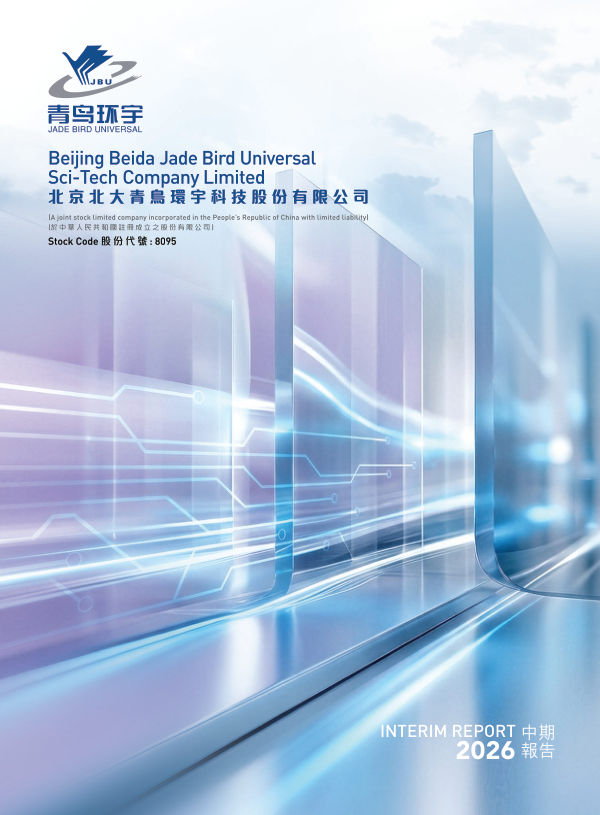 JBU
青鸟环宇
JADE BIRD UNIVERSAL
Beijing Beida Jade Bird Universal
Sci-Tech Company Limited
北京北大青鳥環宇科技股份有限公司
(A joint stock limited company incorporated in the People's Republic of China with limited liability)
(於中華人民共和國註冊成立之股份有限公司)
Stock Code 股份代號 : 8095
INTERIM REPORT 中期
2026 報告